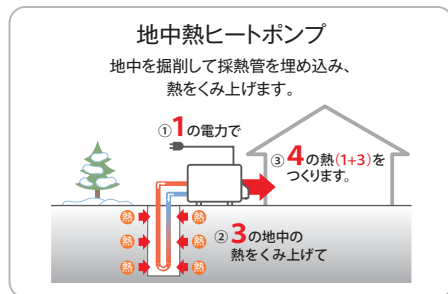 地中熱ヒートポンプ
地中を掘削して採熱管を埋め込み、
熱をくみ上げます。
①1の電力で
③4の熱(1+3)を
つくります。
熱 熱
熱 熱
熱 熱
②3の地中の
熱をくみ上げて